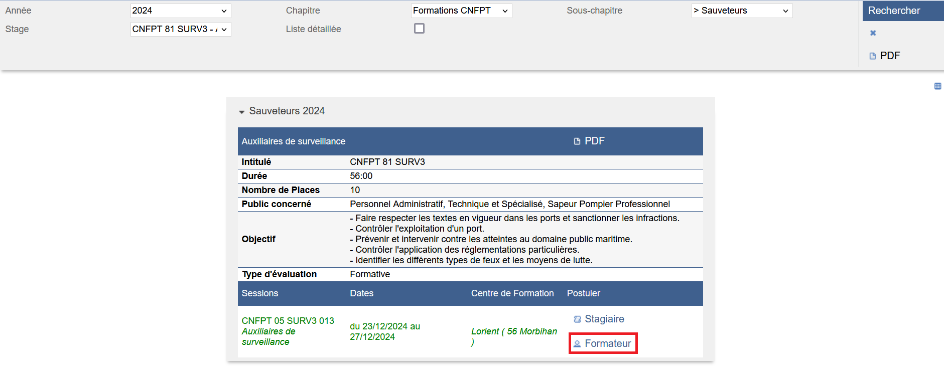 Année 2024 Chapitre Formations CNFPT Sous-chapitre > Sauveteurs Rechercher
Stage CNFPT 81 SURV3 - Liste détaillée
PDF
Sauveteurs 2024
Auxiliaires de surveillance PDF
Intitulé CNFPT 81 SURV3
Durée 56:00
Nombre de Places 10
Public concerné Personnel Administratif, Technique et Spécialisé, Sapeur Pompier Professionnel
- Faire respecter les textes en vigueur dans les ports et sanctionner les infractions.
- Contrôler l'exploitation d'un port.
Objectif - Prévenir et intervenir contre les atteintes au domaine public maritime.
- Contrôler l'application des réglementations particulières.
- Identifier les différents types de feux et les moyens de lutte.
Type d'évaluation Formative
Sessions Dates Centre de Formation Postuler
CNFPT 05 SURV3 013
Auxiliaires de
surveillance
du 23/12/2024 au
27/12/2024
Lorient ( 56 Morbihan
)
Stagiaire
Formateur